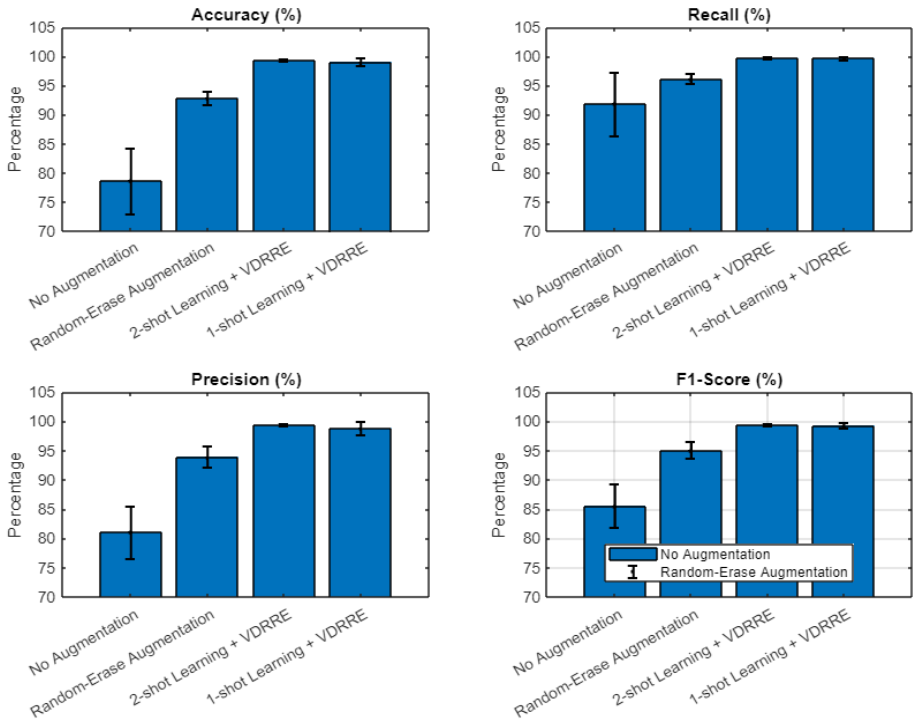 Accuracy (%)
Percentage
105
100
95
90
85
80
75
70
No Augmentation
Random-Erase Augmentation
2-shot Learning + VDRRE
1-shot Learning + VDRRE
Recall (%)
Percentage
105
100
95
90
85
80
75
70
No Augmentation
Random-Erase Augmentation
2-shot Learning + VDRRE
1-shot Learning + VDRRE
Precision (%)
Percentage
105
100
95
90
85
80
75
70
No Augmentation
Random-Erase Augmentation
2-shot Learning + VDRRE
1-shot Learning + VDRRE
F1-Score (%)
Percentage
105
100
95
90
85
80
75
70
No Augmentation
Random-Erase Augmentation
No Augmentation
Random-Erase Augmentation
2-shot Learning + VDRRE
1-shot Learning + VDRRE